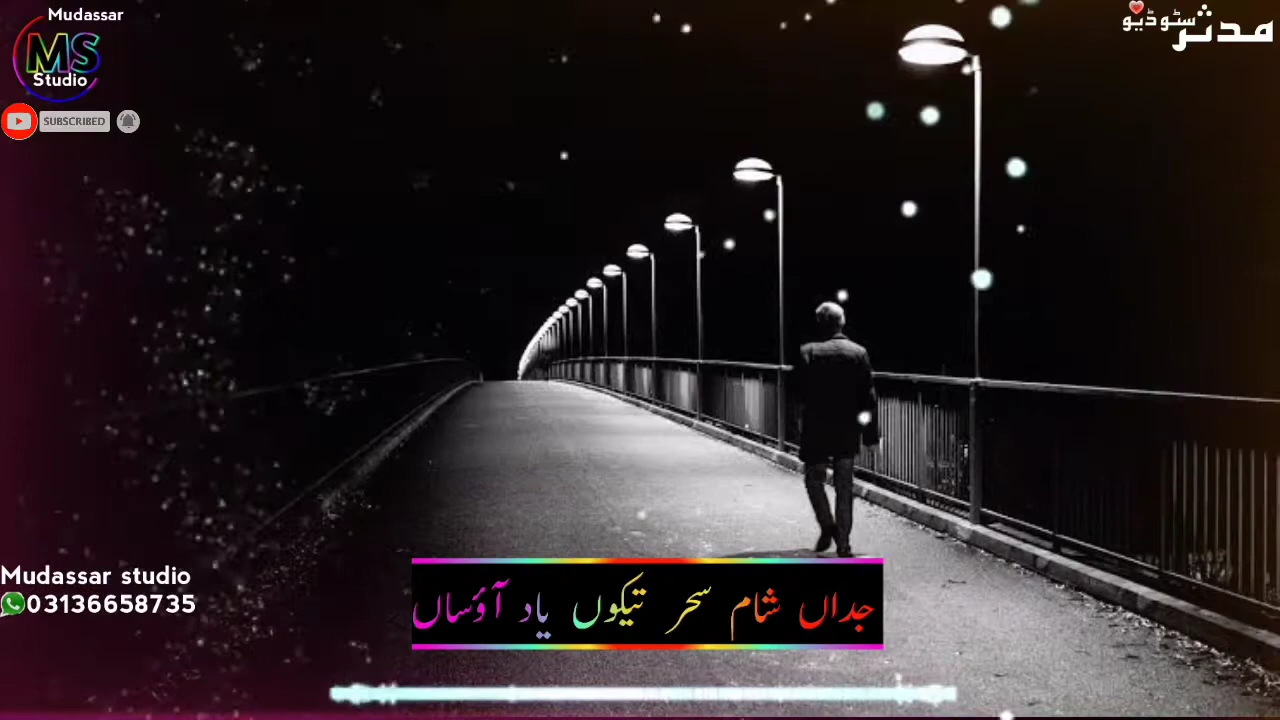 Mudassar
MS
Studio
SUBSCRIBED
مدثر سٹوڈیو
Mudassar studio
03136658735
جداں شام سحر تیکوں یاد آؤساں